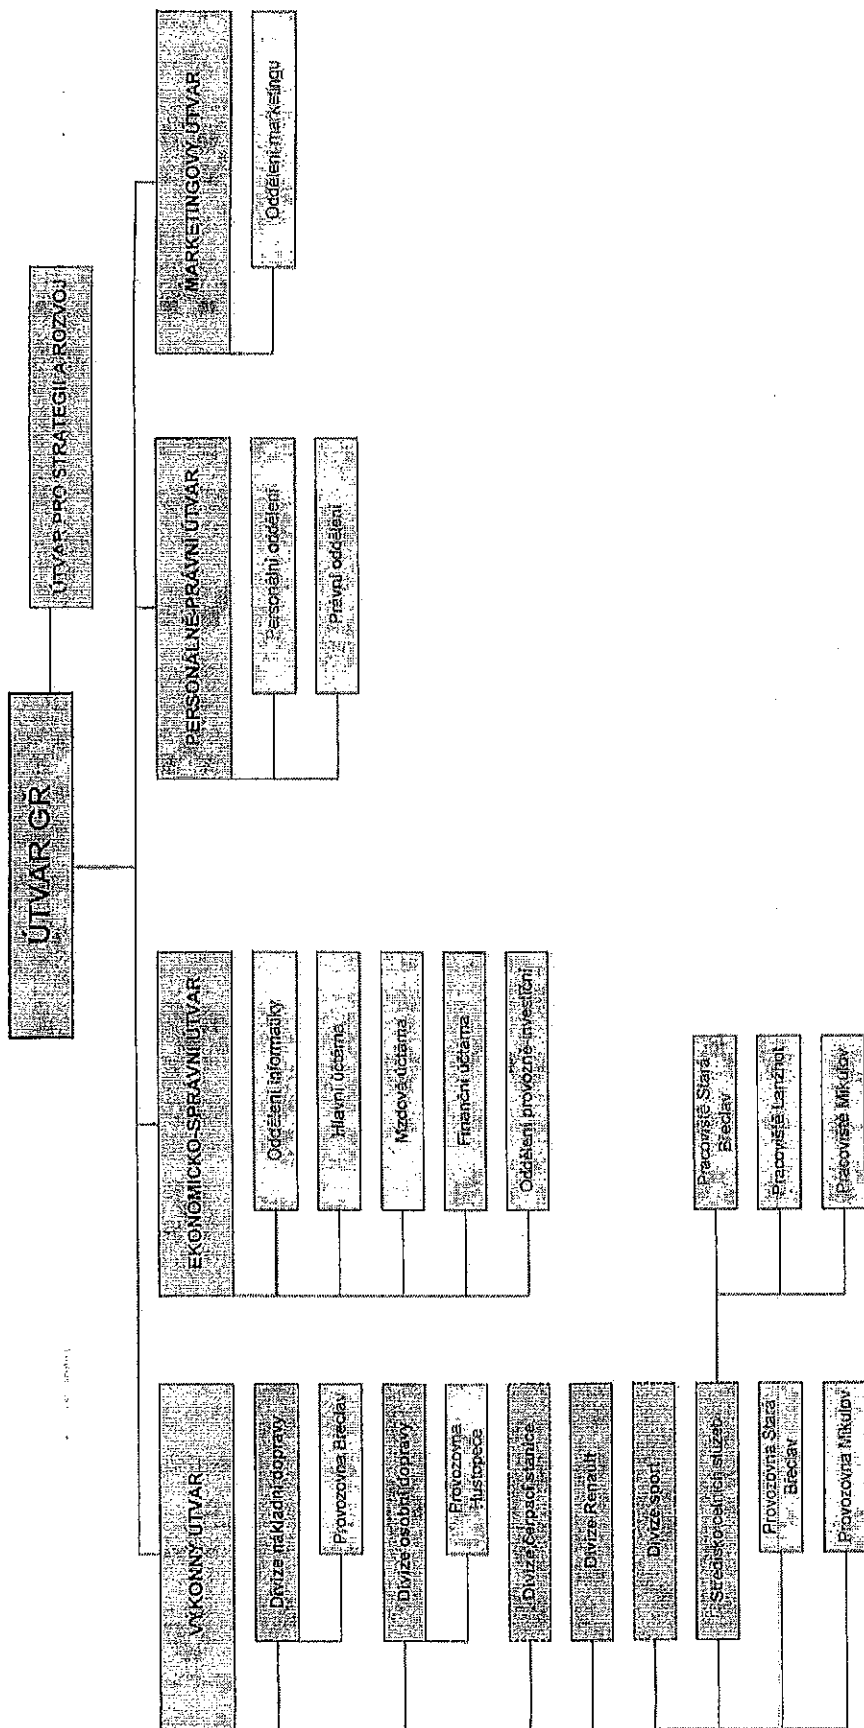 ÚTVAR GŘ
ÚTVAR PRO STRATEGII A ROZVOJ
VÝKONNÝ ÚTVAR
Divize nákladní dopravy
Provozovna Břeclav
Divize osobní dopravy
Provozovna
Hustopeče
Divize Čerpací stanice
Divize Renault
Divize sport
Středisko celních služeb
Pracoviště Stará
Břeclav
Pracoviště Lanžhot
Pracoviště Mikulov
Provozovna Stará
Břeclav
Provozovna Mikulov
EKONOMICKO-SPRÁVNÍ ÚTVAR
Oddělení informatiky
Hlavní účtárna
Mzdová účtárna
Finanční účtárna
Oddělení provozně-investiční
PERSONÁLNĚ-PRÁVNÍ ÚTVAR
Personální oddělení
Právní oddělení
MARKETINGOVÝ ÚTVAR
Oddělení marketingu